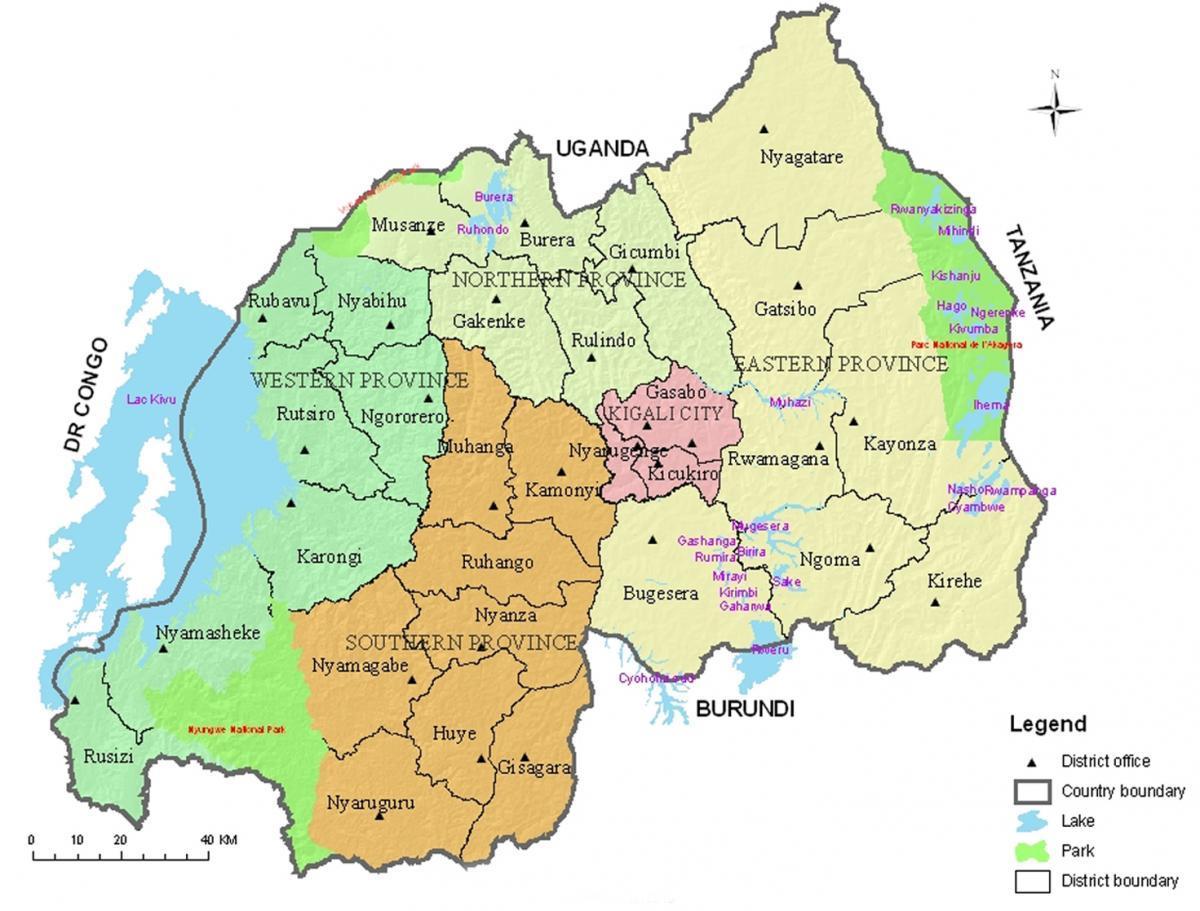 N
UGANDA
Nyagatare
Burera
Rwanyakizinga
Musanze
Ruhondo
Burera
Mihindi
Gicumbi
TANZANIA
NORTHERN PROVINCE
Kishanju
Rubavu
Nyabihu
Gatsibo
Hago
Ngerenke
Gakenke
Kivumba
Rulindo
Parc National de l'Akagera
DR CONGO
EASTERN PROVINCE
WESTERN PROVINCE
Gasabo
Lac Kivu
Muhazi
Ihema
Rutsiro
Ngororero
KIGALI CITY
Muhanga
Nyarugenge
Kayonza
Rwamagana
Kicukiro
Kamonyi
Nasho
Rwampanga
Cyambwe
Mugesera
Gashanga
Karongi
Rumira
Birira
Ngoma
Ruhango
Mirayi
Sake
Kirehe
Bugesera
Kirimbi
Gaharwa
Nyanza
Nyamasheke
SOUTHERN PROVINCE
Rweru
Nyamagabe
BURUNDI
Nyungwe National Park
Huye
Legend
Rusizi
Gisagara
District office
Country boundary
Nyaruguru
Lake
0 10 20 40 KM
Park
District boundary